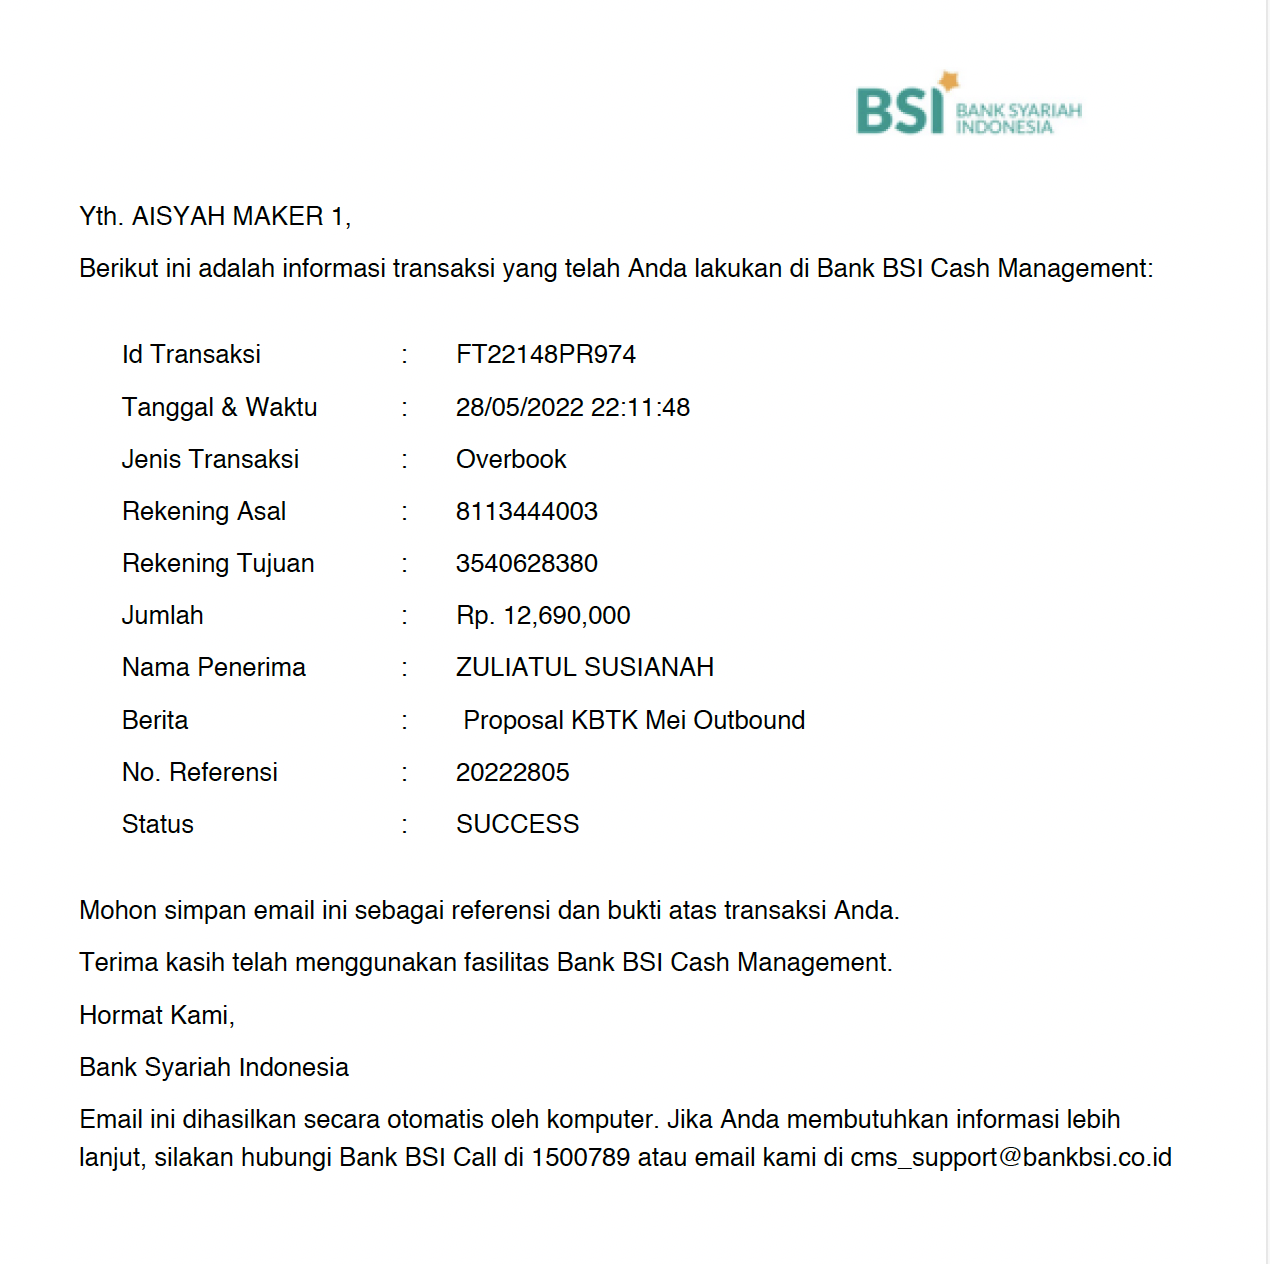 BSI BANK SYARIAH
INDONESIA
Yth. AISYAH MAKER 1,
Berikut ini adalah informasi transaksi yang telah Anda lakukan di Bank BSI Cash Management:
Id Transaksi : FT22148PR974
Tanggal & Waktu : 28/05/2022 22:11:48
Jenis Transaksi : Overbook
Rekening Asal : 8113444003
Rekening Tujuan : 3540628380
Jumlah : Rp. 12,690,000
Nama Penerima : ZULIATUL SUSIANAH
Berita : Proposal KBTK Mei Outbound
No. Referensi : 20222805
Status : SUCCESS
Mohon simpan email ini sebagai referensi dan bukti atas transaksi Anda.
Terima kasih telah menggunakan fasilitas Bank BSI Cash Management.
Hormat Kami,
Bank Syariah Indonesia
Email ini dihasilkan secara otomatis oleh komputer. Jika Anda membutuhkan informasi lebih
lanjut, silakan hubungi Bank BSI Call di 1500789 atau email kami di cms_support@bankbsi.co.id